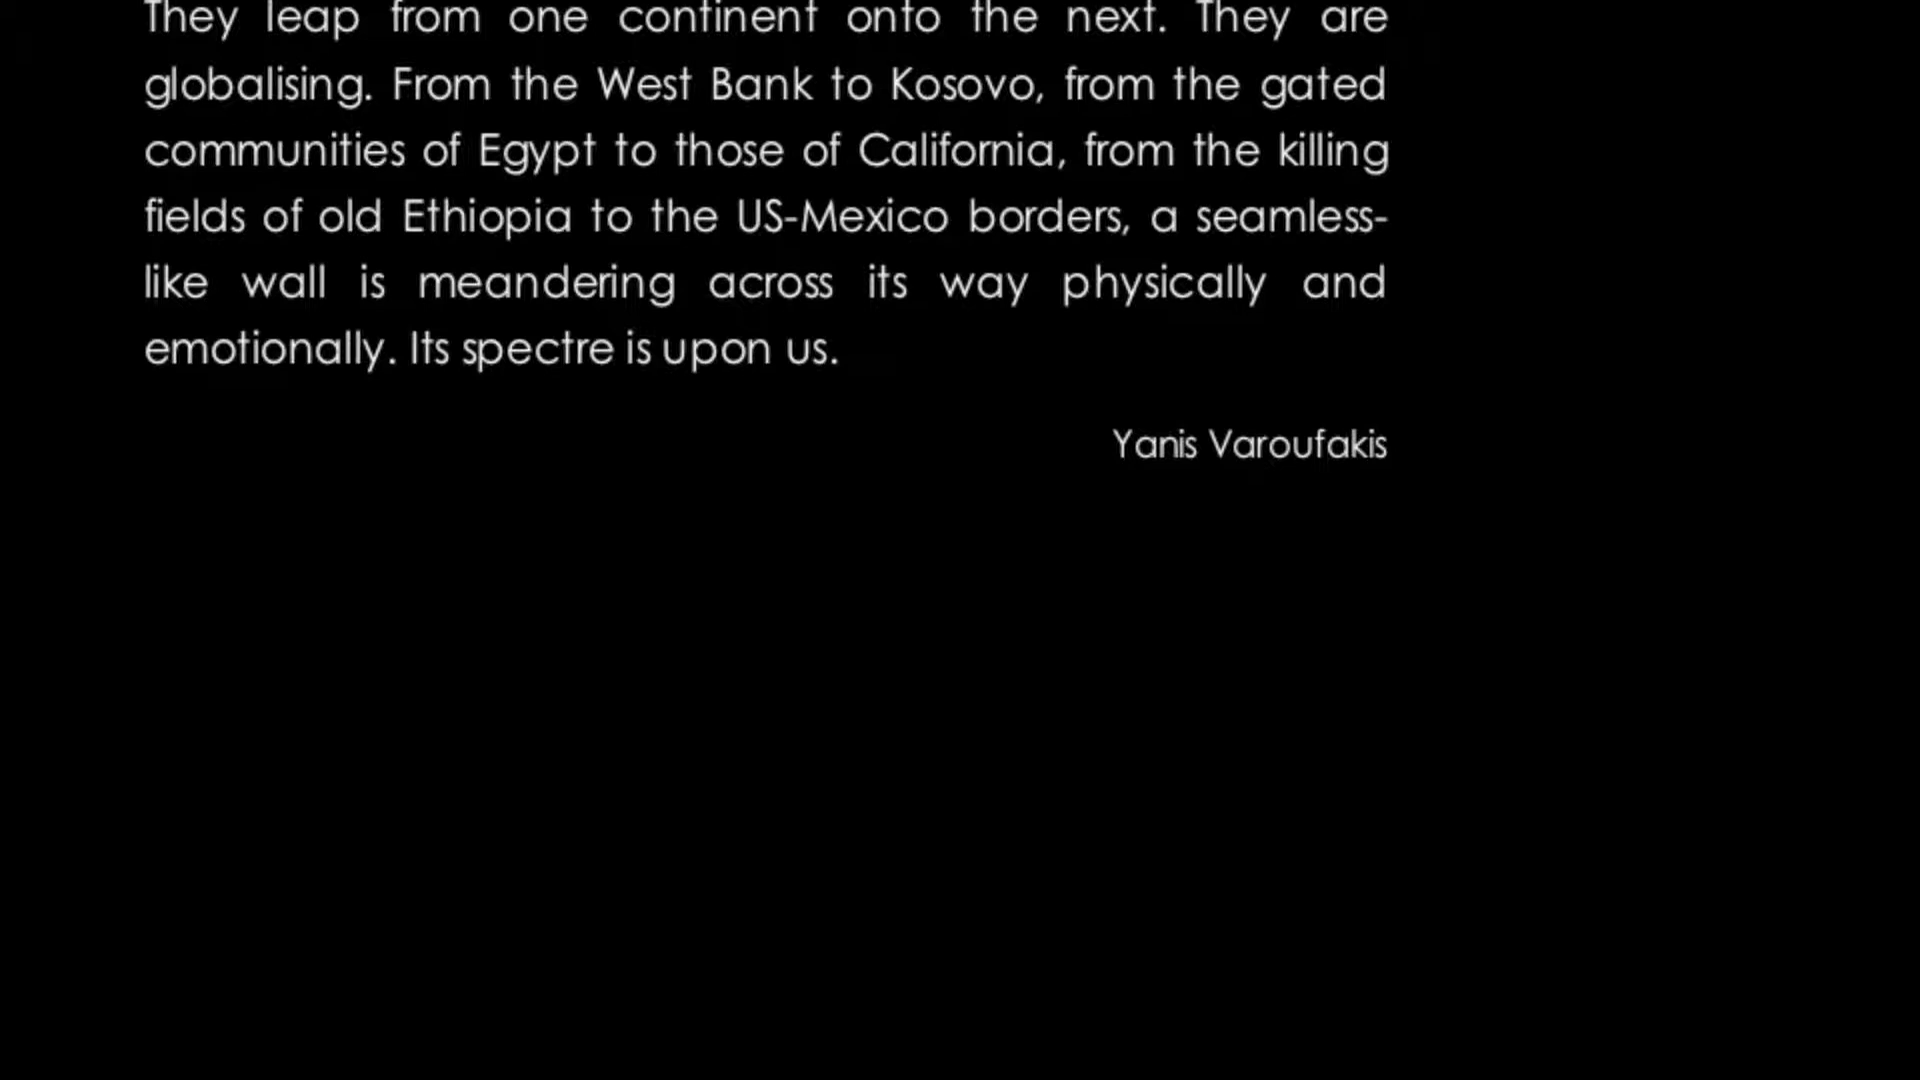 They leap from one continent onto the next. They are
globalising. From the West Bank to Kosovo, from the gated
communities of Egypt to those of California, from the killing
fields of old Ethiopia to the US-Mexico borders, a seamless-
like wall is meandering across its way physically and
emotionally. Its spectre is upon us.
Yanis Varoufakis